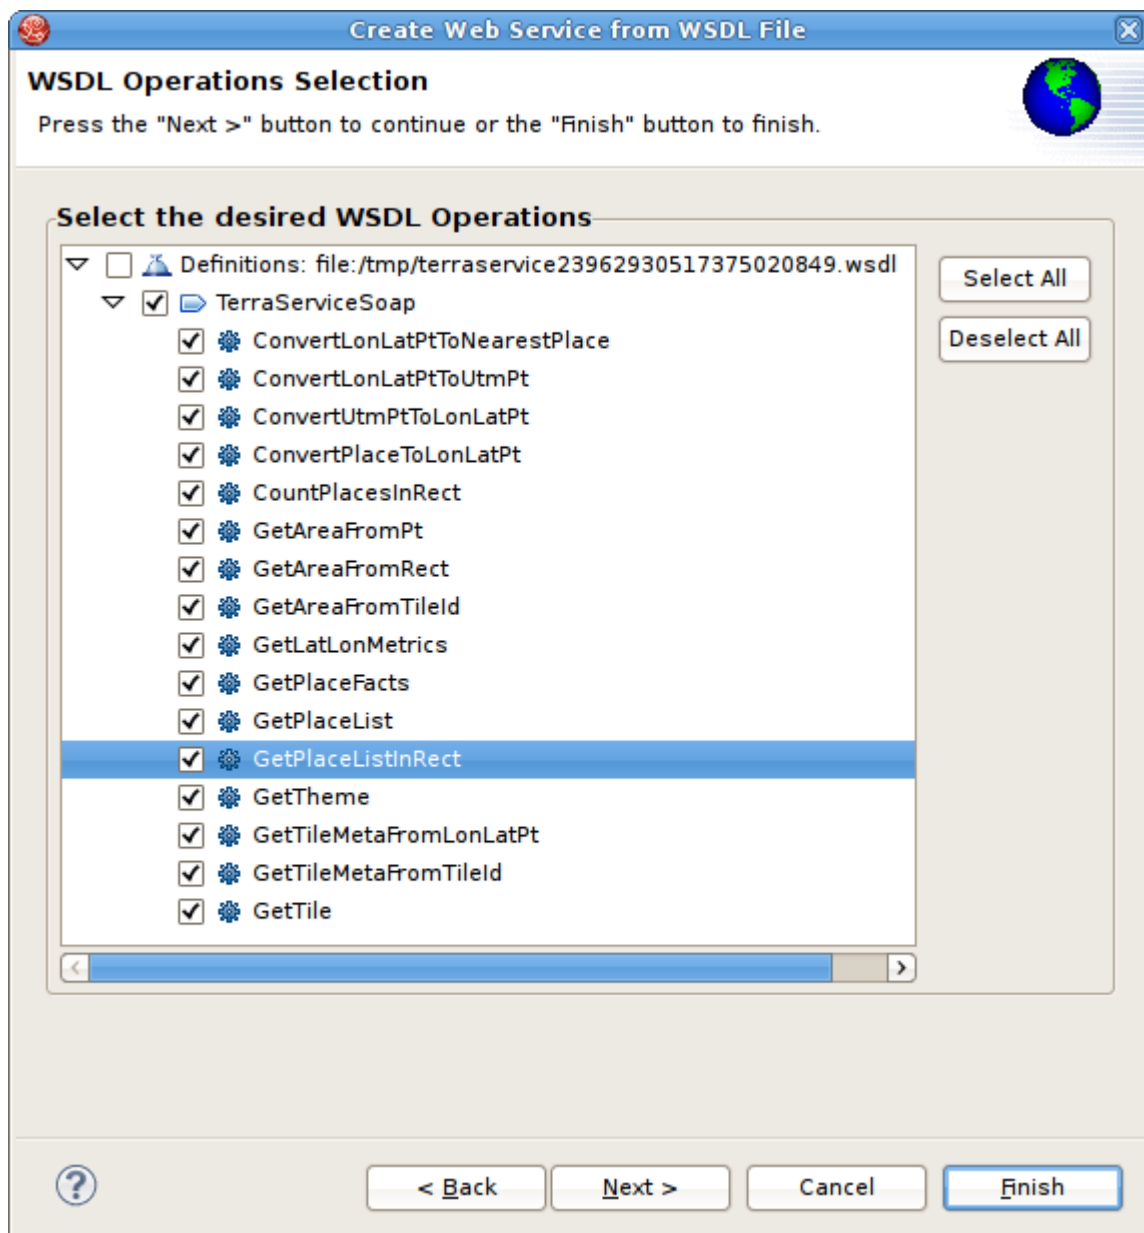 Create Web Service from WSDL File
WSDL Operations Selection
Press the "Next >" button to continue or the "Finish" button to finish.
Select the desired WSDL Operations
Definitions: file:/tmp/terraservice23962930517375020849.wsdl
Select All
TerraServiceSoap
Deselect All
ConvertLonLatPtToNearestPlace
ConvertLonLatPtToUtmPt
ConvertUtmPtToLonLatPt
ConvertPlaceToLonLatPt
CountPlacesInRect
GetAreaFromPt
GetAreaFromRect
GetAreaFromTileId
GetLatLonMetrics
GetPlaceFacts
GetPlaceList
GetPlaceListInRect
GetTheme
GetTileMetaFromLonLatPt
GetTileMetaFromTileId
GetTile
? < Back Next > Cancel Finish